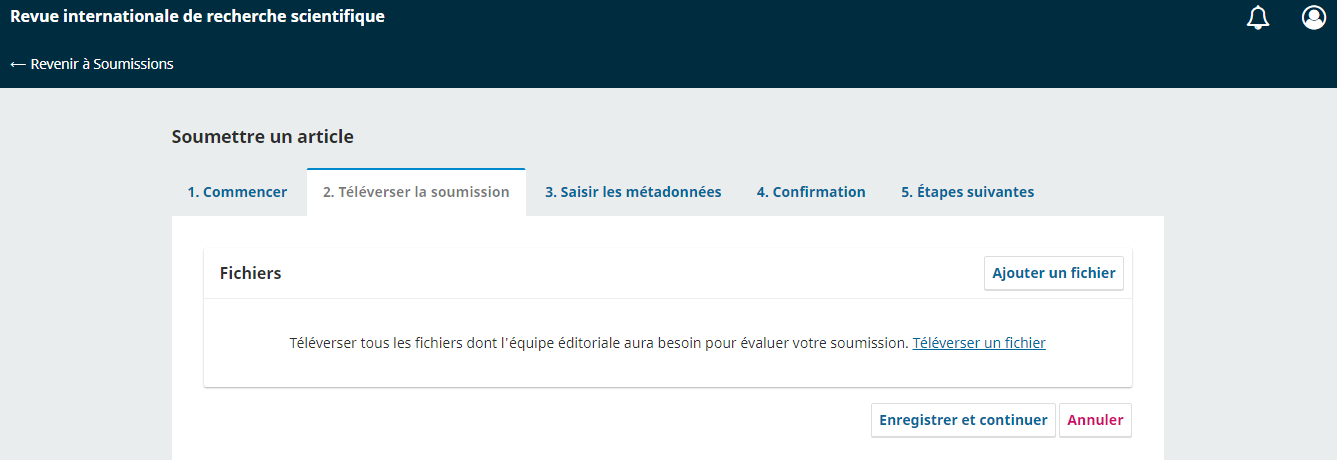 Revue internationale de recherche scientifique
← Revenir à Soumissions
Soumettre un article
1. Commencer 2. Téléverser la soumission 3. Saisir les métadonnées 4. Confirmation 5. Étapes suivantes
Fichiers Ajouter un fichier
Téléverser tous les fichiers dont l'équipe éditoriale aura besoin pour évaluer votre soumission. Téléverser un fichier
Enregistrer et continuer Annuler